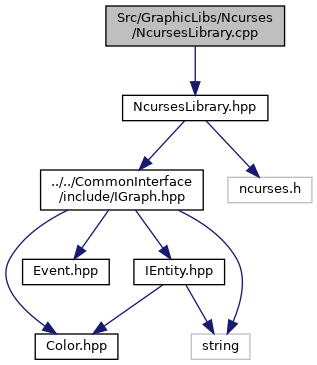 Src/GraphicLibs/Ncurses
/NcursesLibrary.cpp
NcursesLibrary.hpp
../../CommonInterface
/include/IGraph.hpp
ncurses.h
Event.hpp
IEntity.hpp
Color.hpp
string